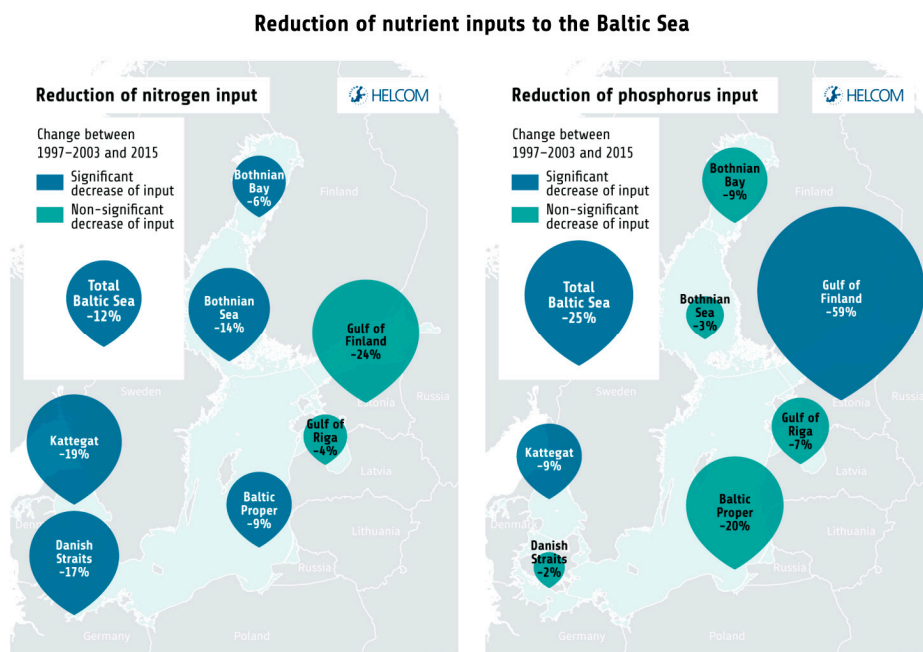 Reduction of nutrient inputs to the Baltic Sea
Reduction of nitrogen input
HELCOM
Change between
1997–2003 and 2015
Significant
decrease of input
Non-significant
decrease of input
Total
Baltic Sea
-12%
Bothnian
Bay
-6%
Finland
Bothnian
Sea
-14%
Gulf of
Finland
-24%
Sweden
Estonia
Russia
Kattegat
-19%
Gulf of
Riga
-4%
Latvia
Baltic
Proper
-9%
Denm
Lithuania
Danish
Straits
-17%
Russia
Germany
Poland
Reduction of phosphorus input
HELCOM
Change between
1997–2003 and 2015
Significant
decrease of input
Non-significant
decrease of input
Total
Baltic Sea
-25%
Bothnian
Bay
-9%
Finland
Bothnian
Sea
-3%
Gulf of
Finland
-59%
Sweden
Estonia
Russia
Kattegat
-9%
Gulf of
Riga
-7%
Latvia
Baltic
Proper
-20%
Denmark
Lithuania
Danish
Straits
-2%
Russia
Germany
Poland